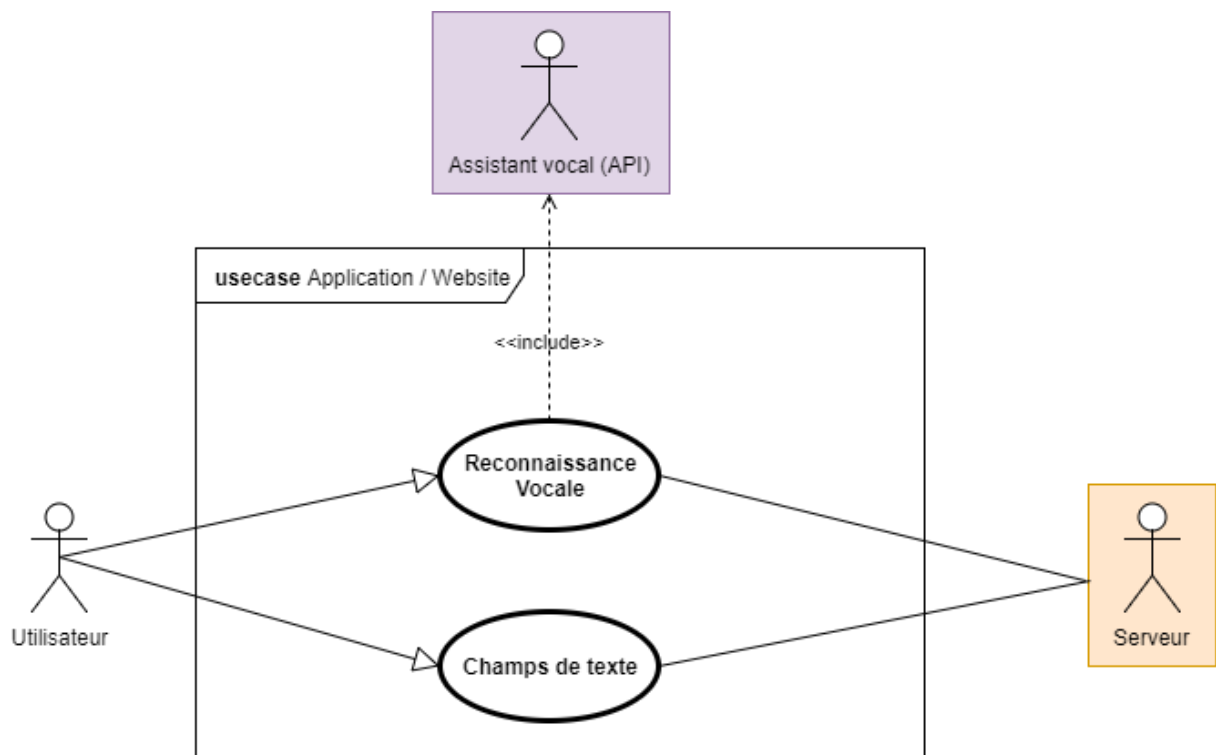 Assistant vocal (API)
usecase Application / Website
<<include>>
Reconnaissance
Vocale
Utilisateur
Champs de texte
Serveur